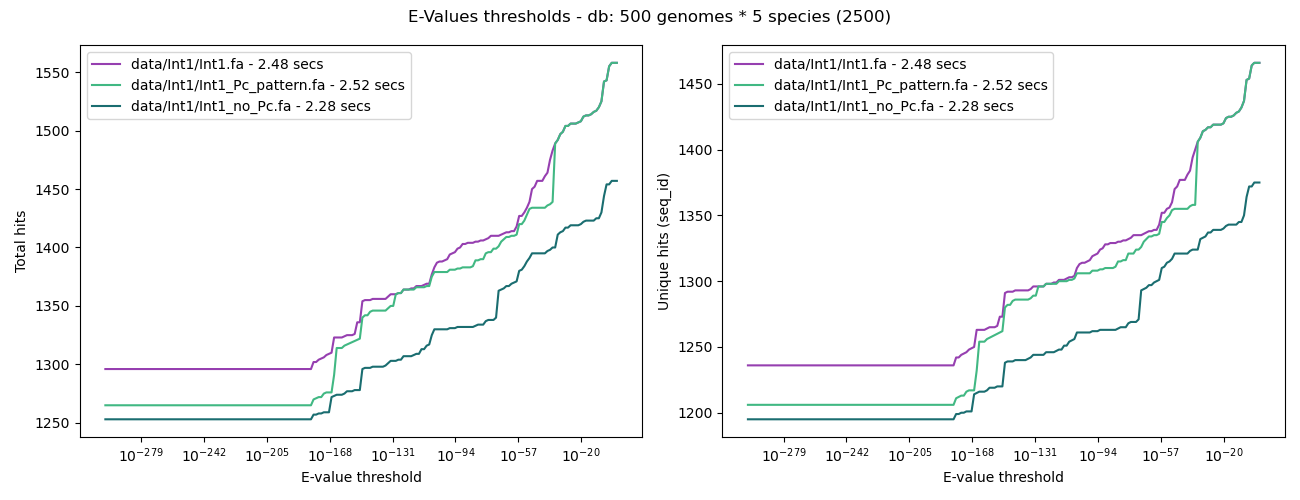 E-Values thresholds - db: 500 genomes * 5 species (2500)
data/Int1/Int1.fa - 2.48 secs
data/Int1/Int1_Pc_pattern.fa - 2.52 secs
data/Int1/Int1_no_Pc.fa - 2.28 secs
Total hits
1550
1500
1450
1400
1350
1300
1250
10⁻²⁷⁹ 10⁻²⁴² 10⁻²⁰⁵ 10⁻¹⁶⁸ 10⁻¹³¹ 10⁻⁹⁴ 10⁻⁵⁷ 10⁻²⁰
E-value threshold
data/Int1/Int1.fa - 2.48 secs
data/Int1/Int1_Pc_pattern.fa - 2.52 secs
data/Int1/Int1_no_Pc.fa - 2.28 secs
Unique hits (seq_id)
1450
1400
1350
1300
1250
1200
10⁻²⁷⁹ 10⁻²⁴² 10⁻²⁰⁵ 10⁻¹⁶⁸ 10⁻¹³¹ 10⁻⁹⁴ 10⁻⁵⁷ 10⁻²⁰
E-value threshold